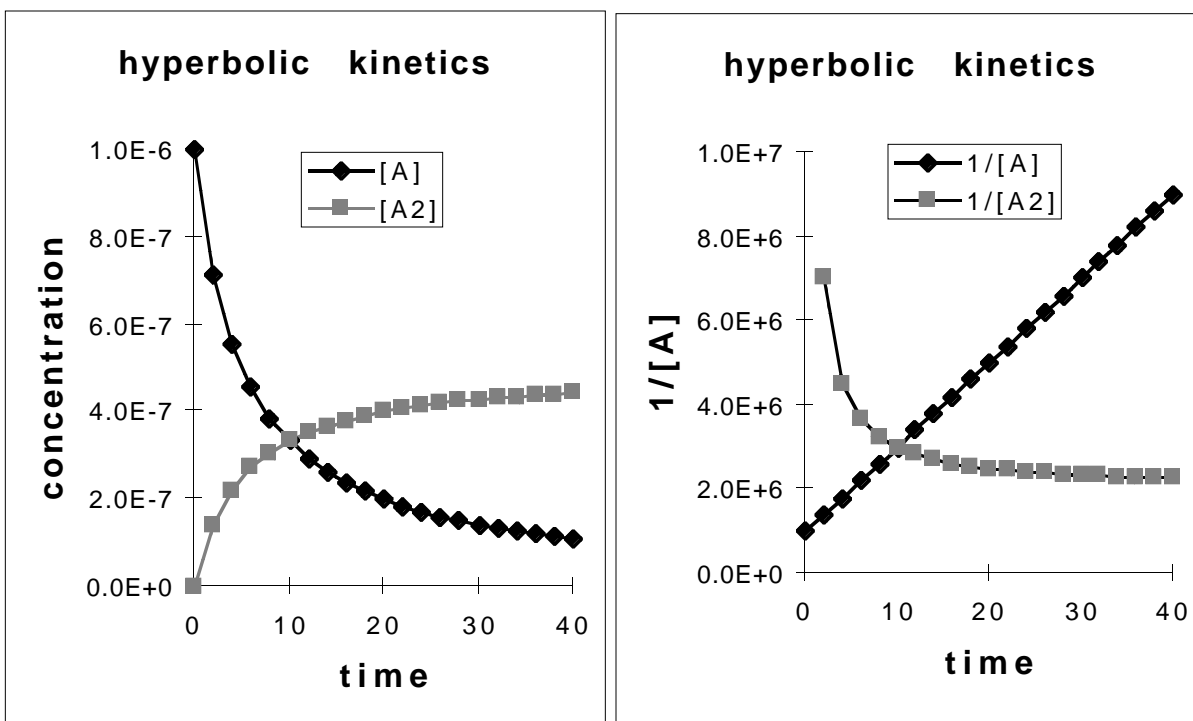 hyperbolic kinetics
[A]
[A2]
concentration
1.0E-6
8.0E-7
6.0E-7
4.0E-7
2.0E-7
0.0E+0
0 10 20 30 40
time
hyperbolic kinetics
1/[A]
1/[A2]
1/[A]
1.0E+7
8.0E+6
6.0E+6
4.0E+6
2.0E+6
0.0E+0
0 10 20 30 40
time